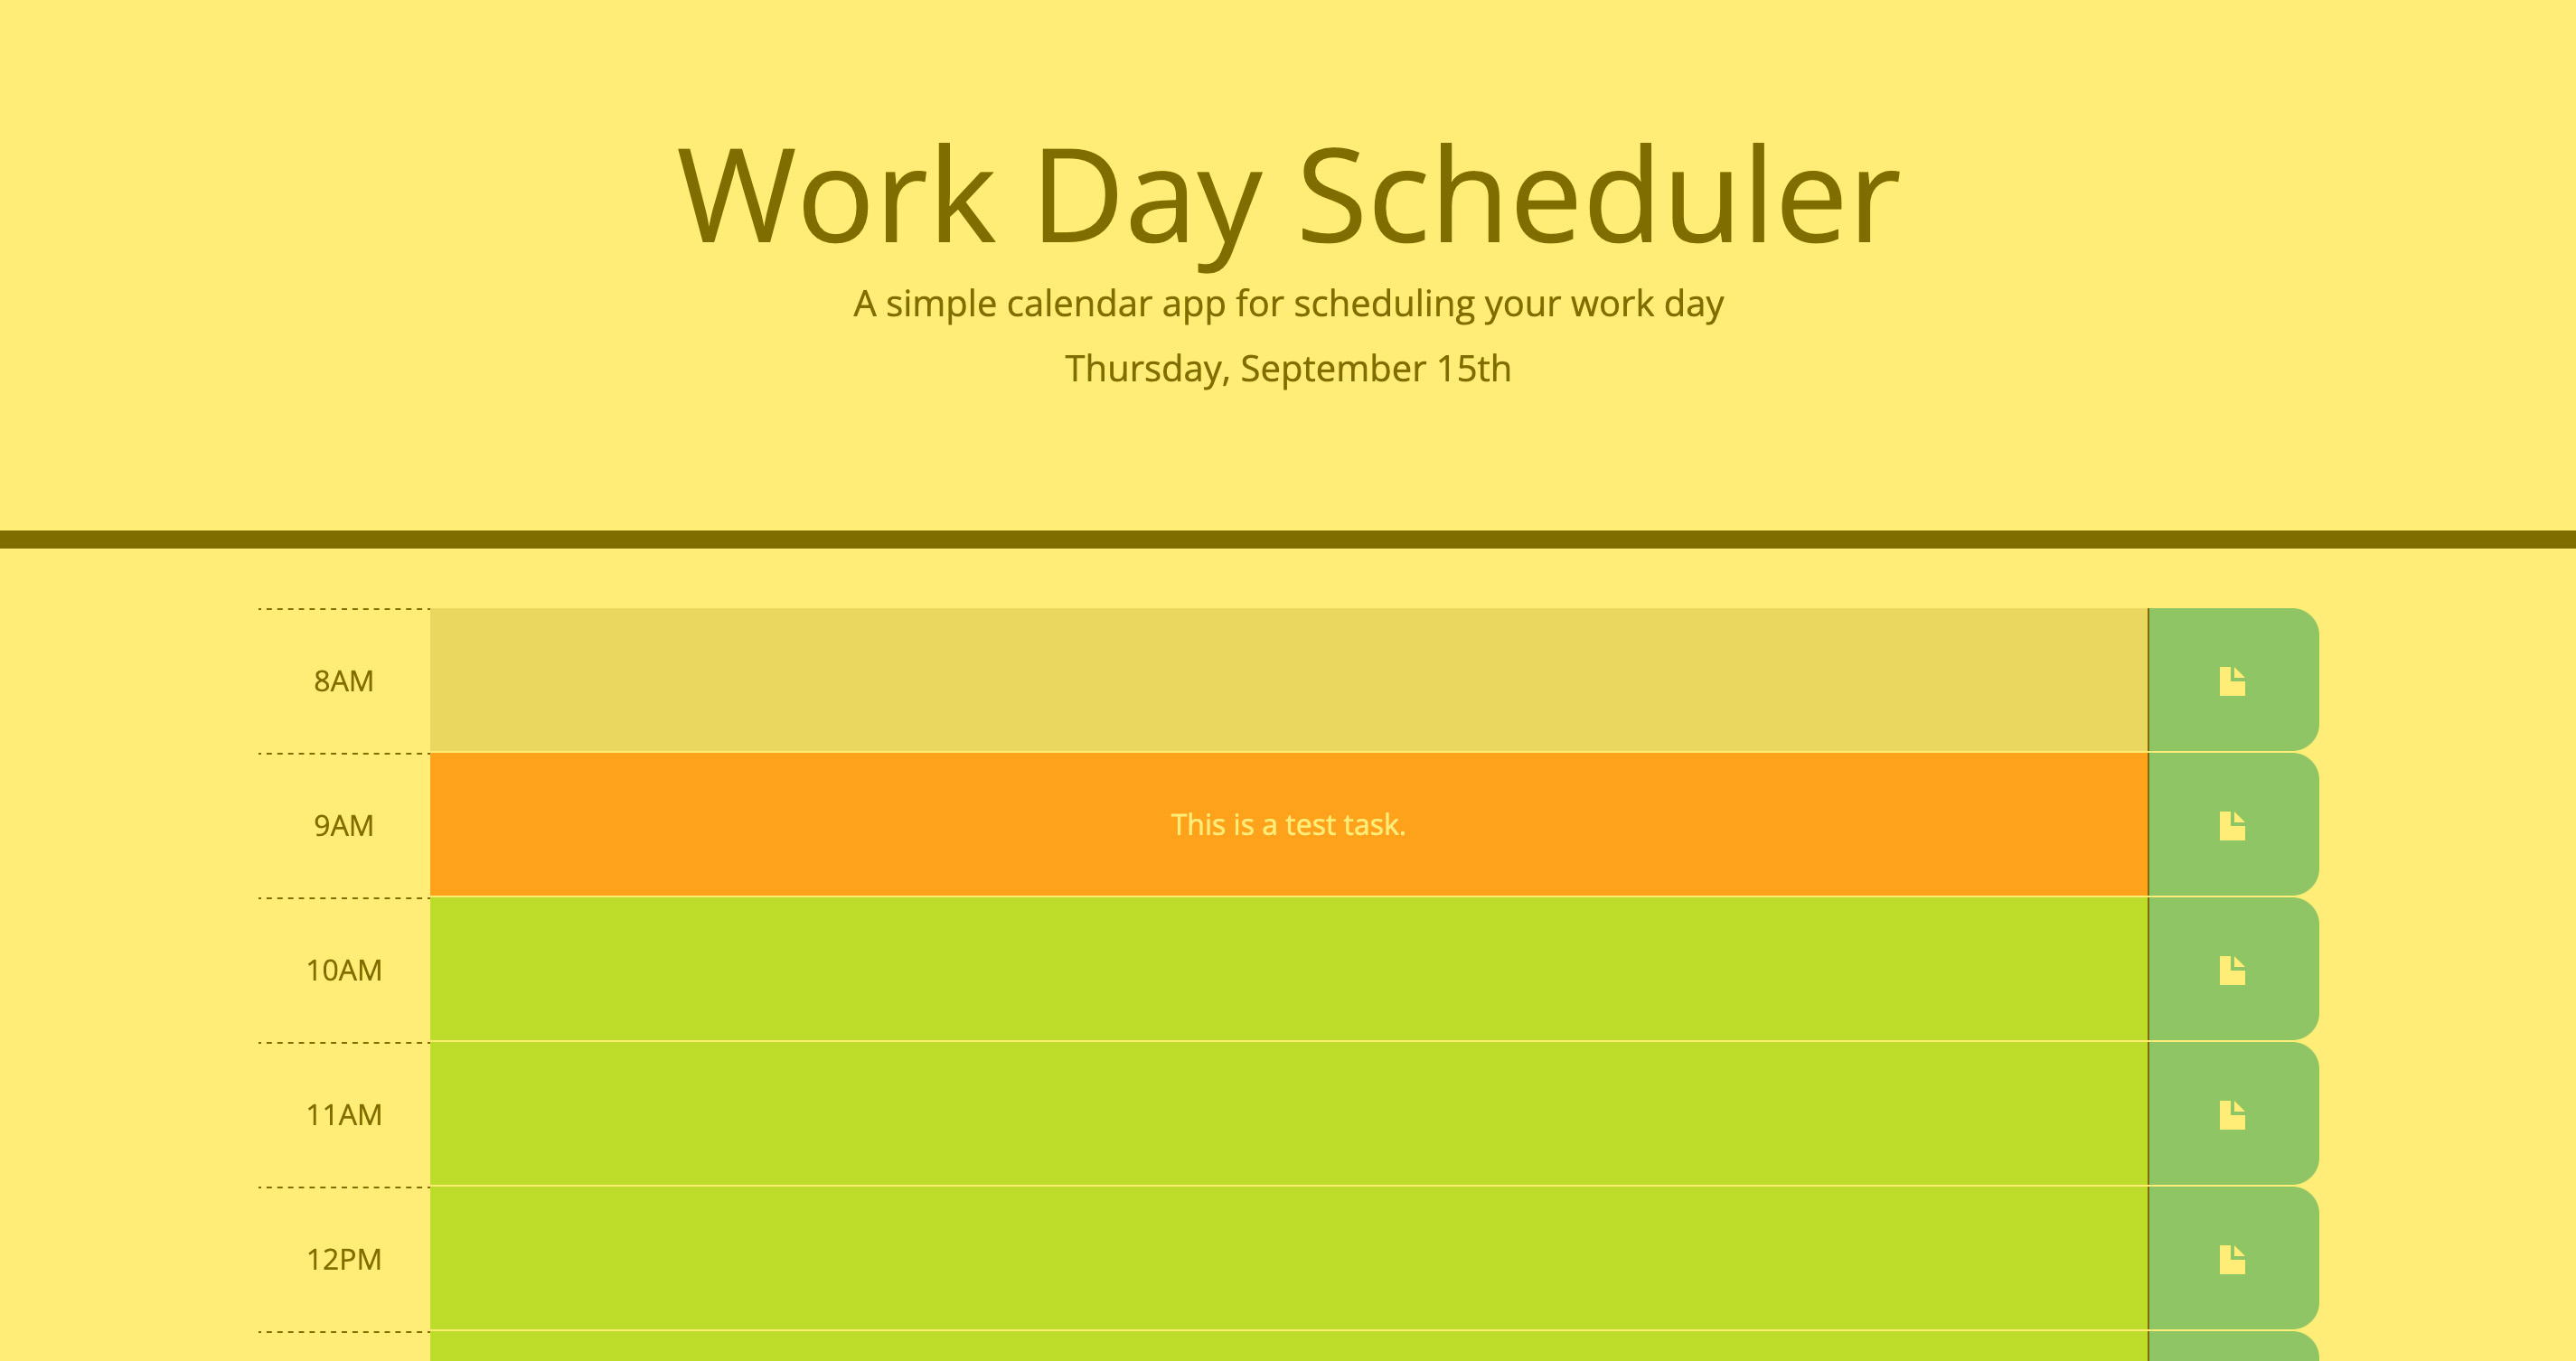 Work Day Scheduler
A simple calendar app for scheduling your work day
Thursday, September 15th
8AM
9AM
This is a test task.
10AM
11AM
12PM